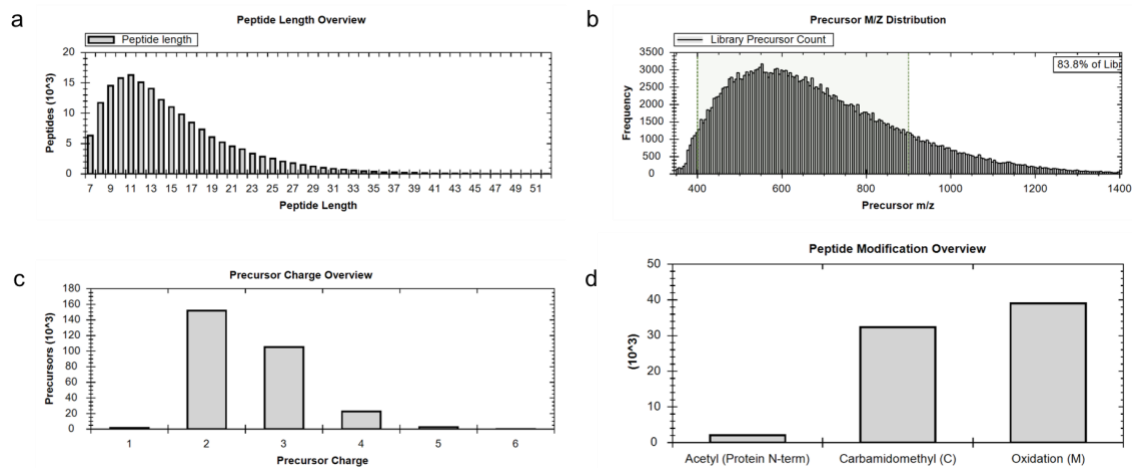 a
Peptide Length Overview
Peptide length
Peptides (10^3)
20
15
10
5
0
7 9 11 13 15 17 19 21 23 25 27 29 31 33 35 37 39 41 43 45 47 49 51
Peptide Length
b
Precursor M/Z Distribution
Library Precursor Count
83.8% of Libr
Frequency
3500
3000
2500
2000
1500
1000
500
0
400 600 800 1000 1200 1400
Precursor m/z
c
Precursor Charge Overview
Precursors (10^3)
180
160
140
120
100
80
60
40
20
0
1 2 3 4 5 6
Precursor Charge
d
Peptide Modification Overview
(10^3)
50
40
30
20
10
0
Acetyl (Protein N-term) Carbamidomethyl (C) Oxidation (M)